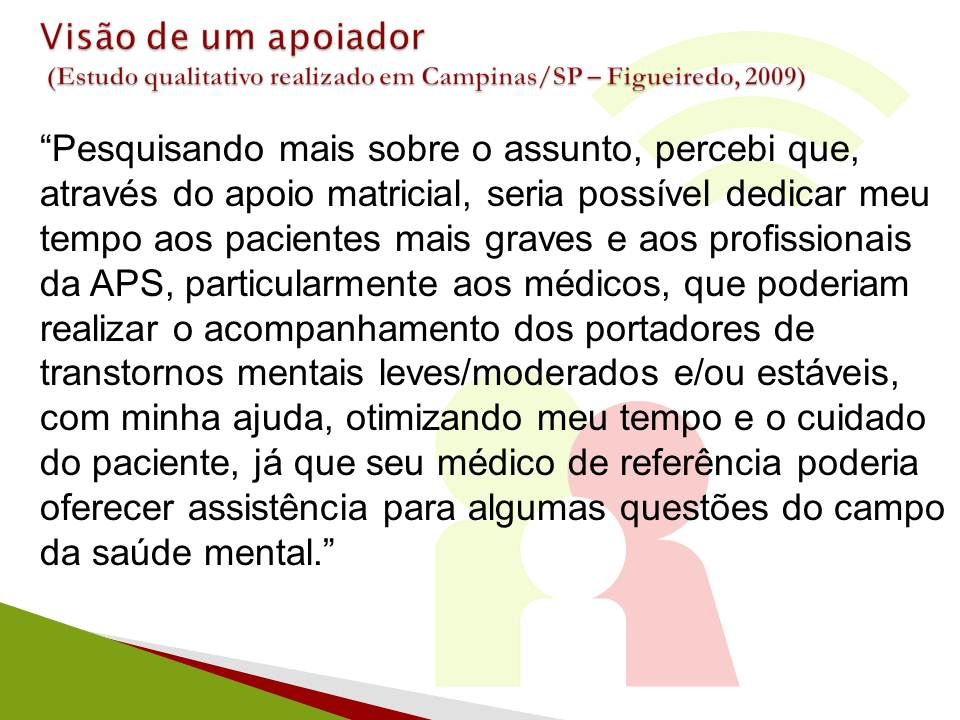 Visão de um apoiador
(Estudo qualitativo realizado em Campinas/SP – Figueiredo, 2009)
“Pesquisando mais sobre o assunto, percebi que,
através do apoio matricial, seria possível dedicar meu
tempo aos pacientes mais graves e aos profissionais
da APS, particularmente aos médicos, que poderiam
realizar o acompanhamento dos portadores de
transtornos mentais leves/moderados e/ou estáveis,
com minha ajuda, otimizando meu tempo e o cuidado
do paciente, já que seu médico de referência poderia
oferecer assistência para algumas questões do campo
da saúde mental.”